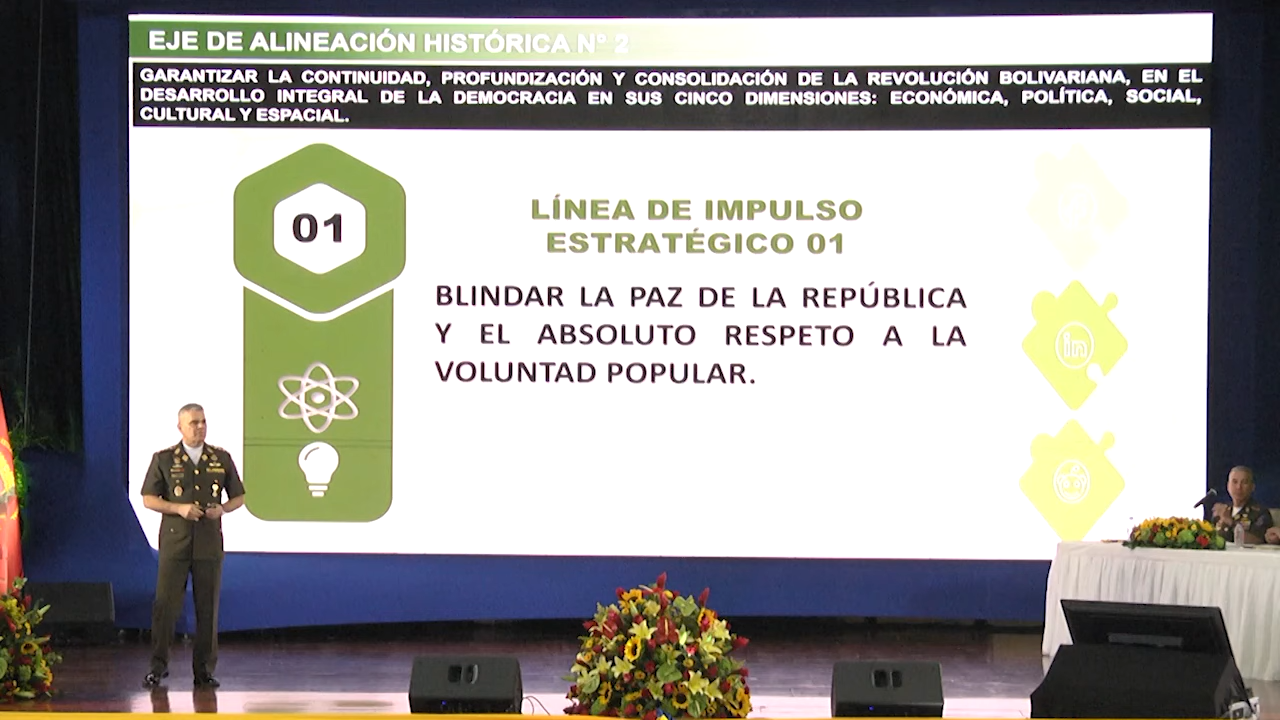 EJE DE ALINEACIÓN HISTÓRICA N° 2
GARANTIZAR LA CONTINUIDAD, PROFUNDIZACIÓN Y CONSOLIDACIÓN DE LA REVOLUCIÓN BOLIVARIANA, EN EL
DESARROLLO INTEGRAL DE LA DEMOCRACIA EN SUS CINCO DIMENSIONES: ECONÓMICA, POLÍTICA, SOCIAL,
CULTURAL Y ESPACIAL.
01
LÍNEA DE IMPULSO
ESTRATÉGICO 01
BLINDAR LA PAZ DE LA REPÚBLICA
Y EL ABSOLUTO RESPETO A LA
VOLUNTAD POPULAR.
in